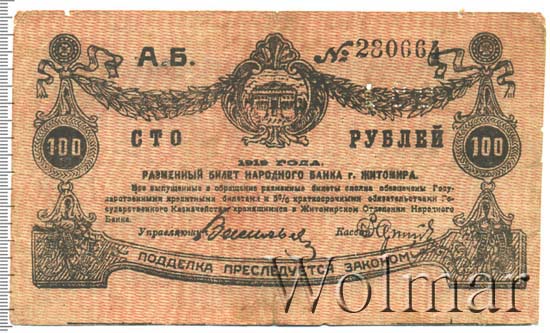 А.Б. № 280664
СТО РУБЛЕЙ
100 100
1919 ГОДА.
РАЗМЕННЫЙ БИЛЕТ НАРОДНОГО БАНКА г. ЖИТОМИРА.
Все выпущенные в обращение разменные билеты сполна обеспечены Госу-
дарственными кредитными билетами и 5% краткосрочными обязательствами Го-
сударственного Казначейства хранящимися в Житомирском Отделении Народного
Банка.
Управляющий Кассир
ПОДДЕЛКА ПРЕСЛЕДУЕТСЯ ЗАКОНОМ
Wolmar